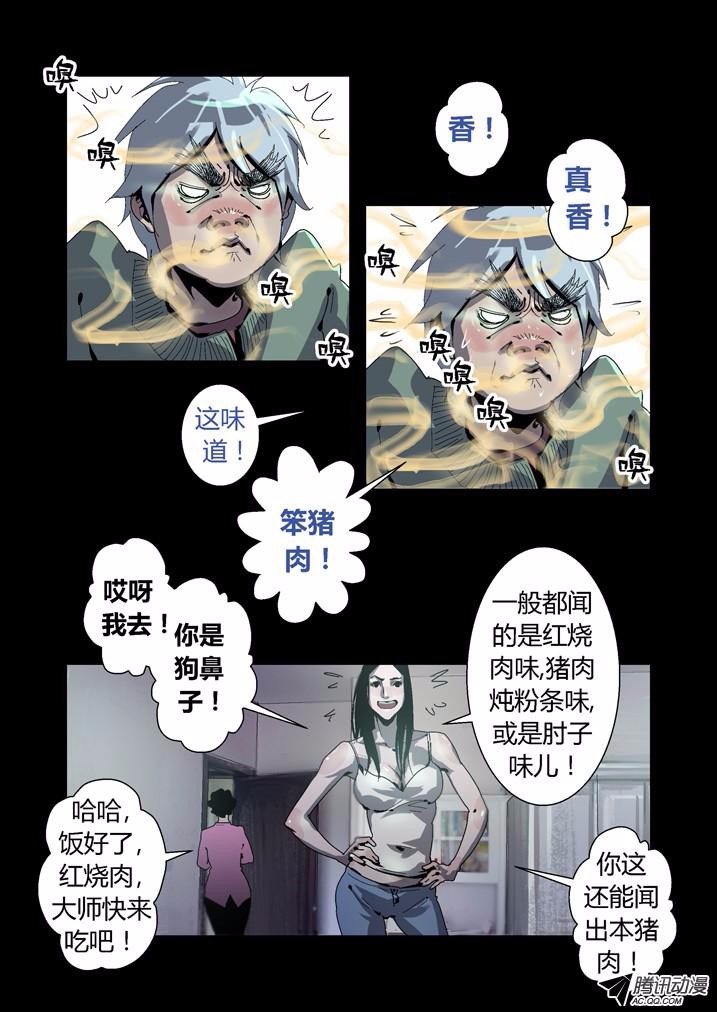 嗅
嗅
嗅
嗅
嗅
香！
真
香！
嗅
嗅
嗅
嗅
嗅
这味
道！
笨猪
肉！
哎呀
我去！
你是
狗鼻
子！
一般都闻
的是红烧
肉味,猪肉
炖粉条味,
或是肘子
味儿！
哈哈，
饭好了，
红烧肉，
大师快来
吃吧！
你这
还能闻
出本猪
肉！
腾讯动漫
AC.QQ.COM